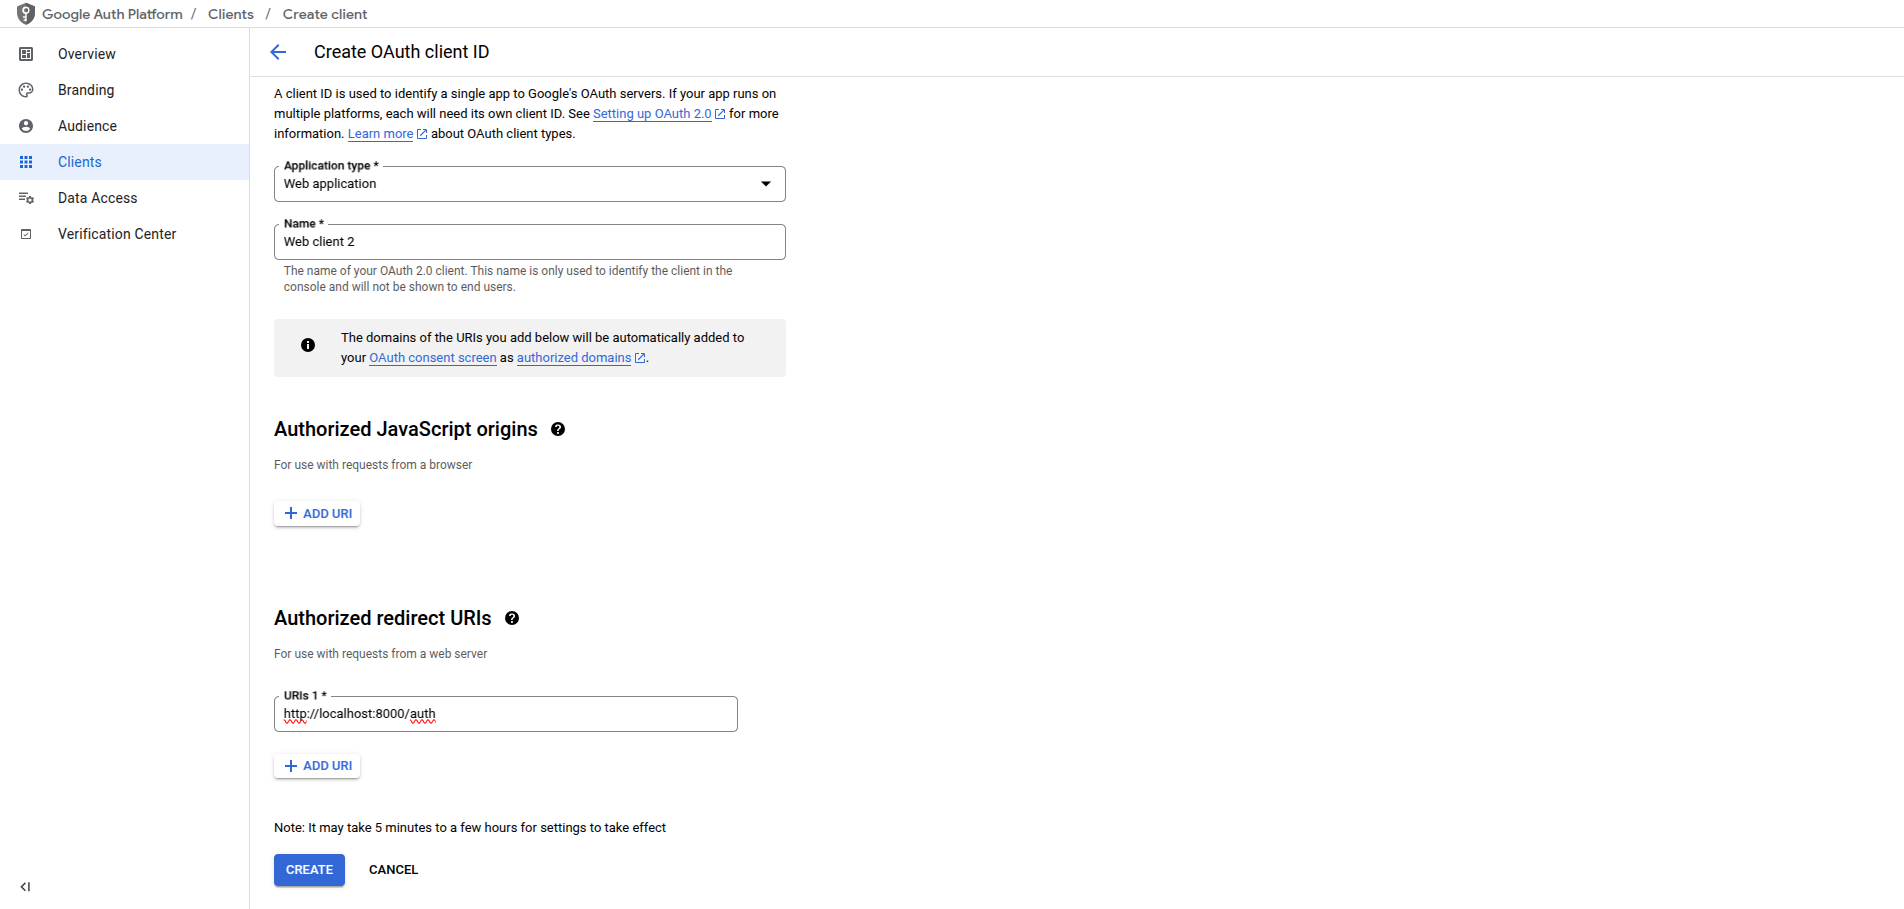 Google Auth Platform / Clients / Create client
Overview
Branding
Audience
Clients
Data Access
Verification Center
Create OAuth client ID
A client ID is used to identify a single app to Google's OAuth servers. If your app runs on
multiple platforms, each will need its own client ID. See Setting up OAuth 2.0 for more
information. Learn more about OAuth client types.
Application type *
Web application
Name *
Web client 2
The name of your OAuth 2.0 client. This name is only used to identify the client in the
console and will not be shown to end users.
The domains of the URIs you add below will be automatically added to
your OAuth consent screen as authorized domains.
Authorized JavaScript origins
For use with requests from a browser
ADD URI
Authorized redirect URIs
For use with requests from a web server
URIs 1 *
http://localhost:8000/auth
ADD URI
Note: It may take 5 minutes to a few hours for settings to take effect
CREATE CANCEL